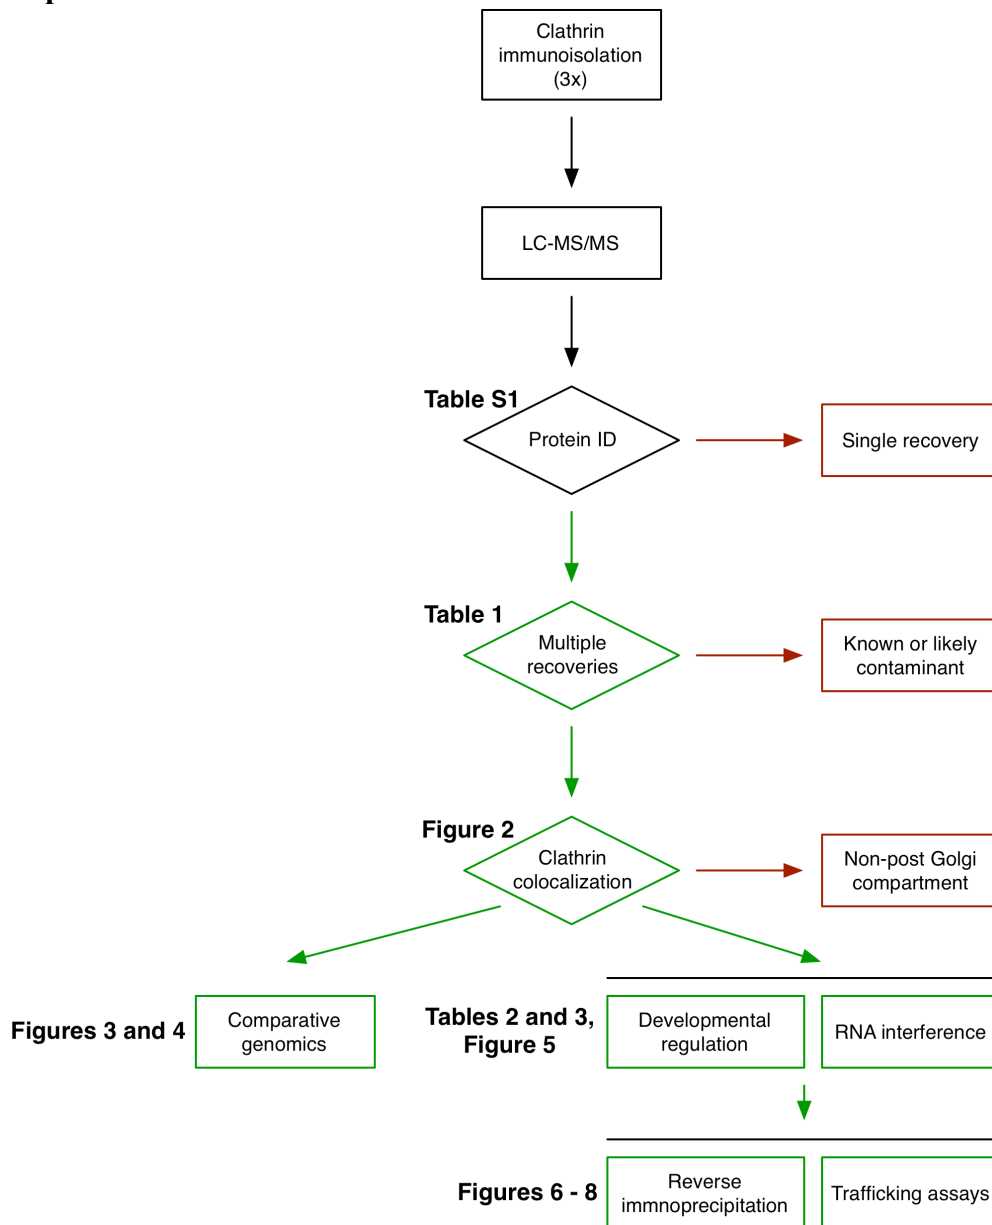 Clathrin
immunoisolation
(3x)
LC-MS/MS
Table S1
Protein ID
Single recovery
Table 1
Multiple
recoveries
Known or likely
contaminant
Figure 2
Clathrin
colocalization
Non-post Golgi
compartment
Figures 3 and 4
Comparative
genomics
Tables 2 and 3,
Figure 5
Developmental
regulation
RNA interference
Figures 6 - 8
Reverse
immnoprecipitation
Trafficking assays